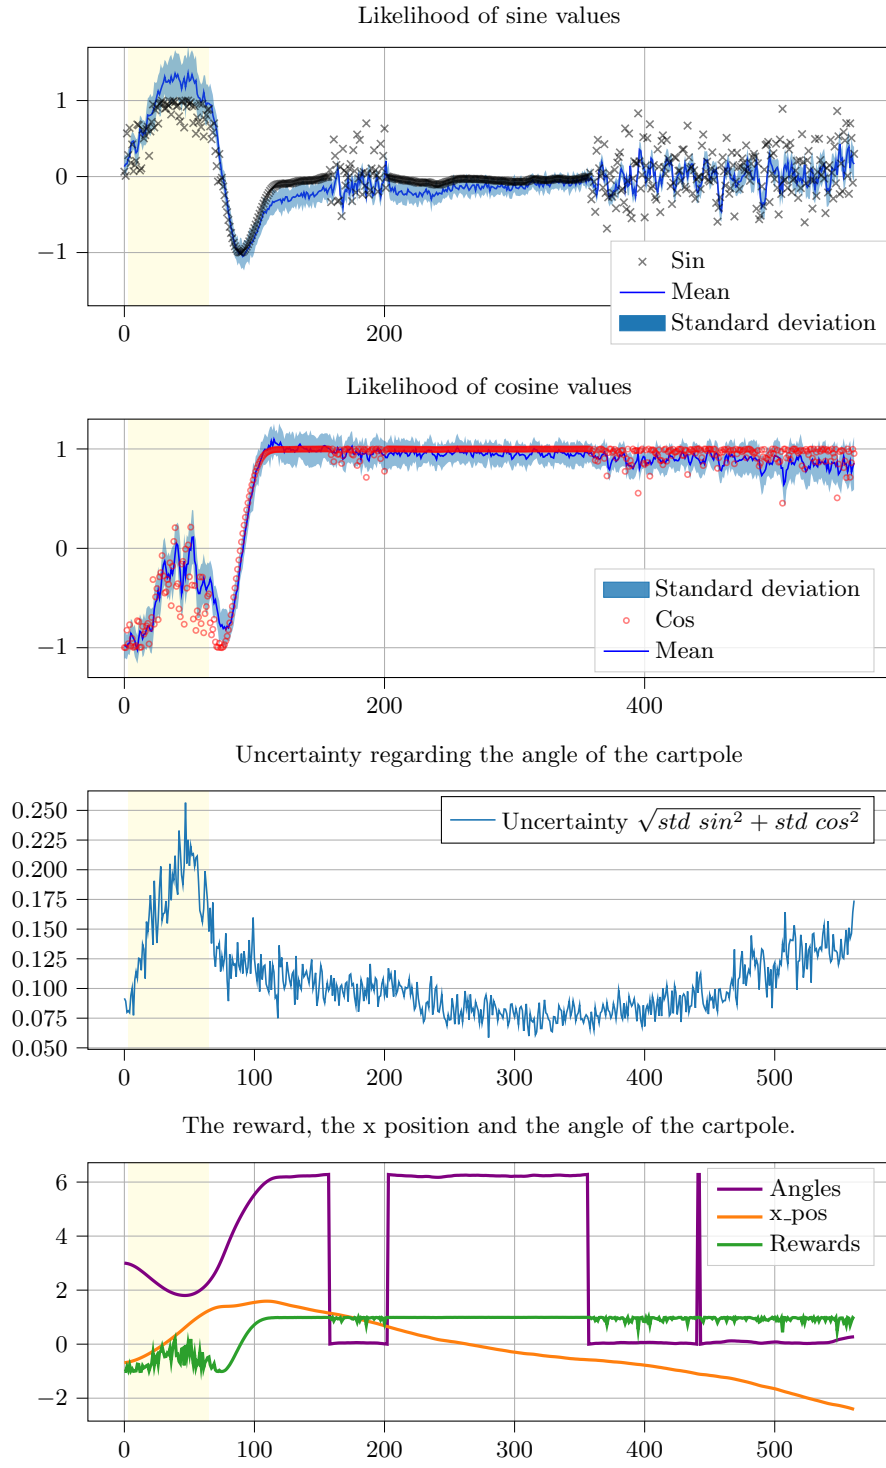 Likelihood of sine values
1
0
−1
0
200
Sin
Mean
Standard deviation
Likelihood of cosine values
1
0
−1
0
200
400
Standard deviation
Cos
Mean
Uncertainty regarding the angle of the cartpole
0.250
0.225
0.200
0.175
0.150
0.125
0.100
0.075
0.050
0
100
200
300
400
500
Uncertainty √std sin² + std cos²
The reward, the x position and the angle of the cartpole.
6
4
2
0
−2
0
100
200
300
400
500
Angles
x_pos
Rewards